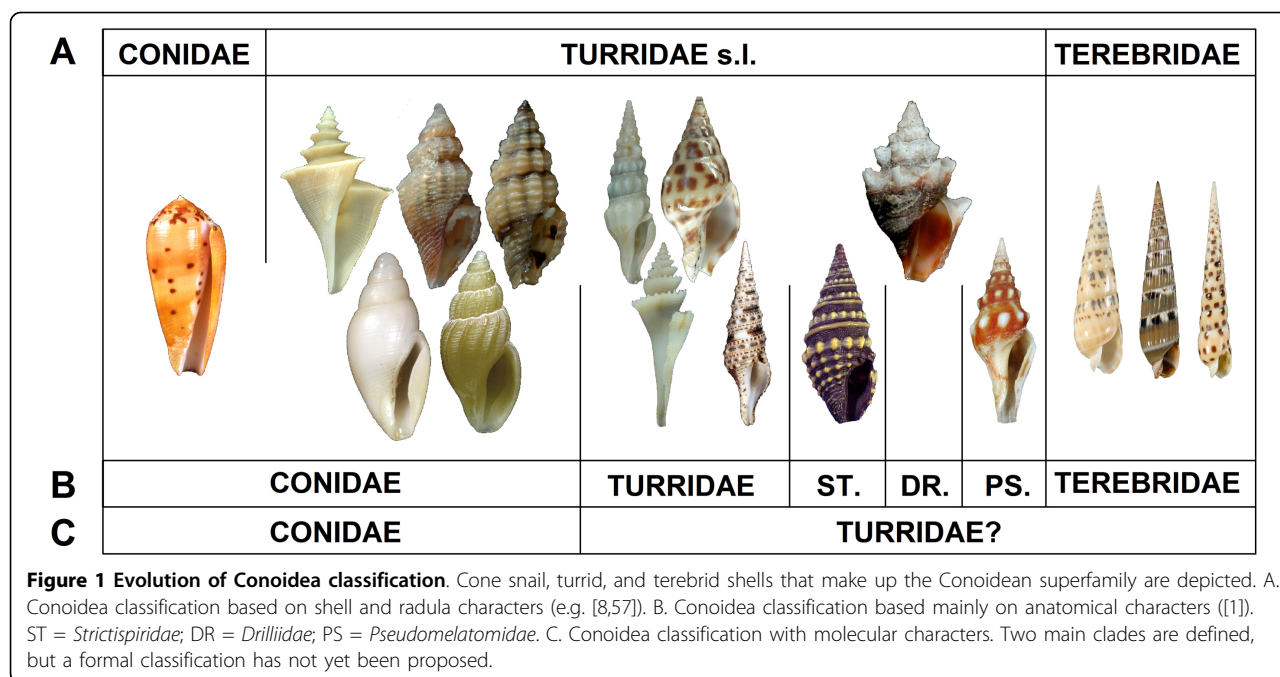 A CONIDAE TURRIDAE s.l. TEREBRIDAE
B CONIDAE TURRIDAE ST. DR. PS. TEREBRIDAE
C CONIDAE TURRIDAE?
Figure 1 Evolution of Conoidea classification. Cone snail, turrid, and terebrid shells that make up the Conoidean superfamily are depicted. A.
Conoidea classification based on shell and radula characters (e.g. [8,57]). B. Conoidea classification based mainly on anatomical characters ([1]).
ST = Strictispiridae; DR = Drilliidae; PS = Pseudomelatomidae. C. Conoidea classification with molecular characters. Two main clades are defined,
but a formal classification has not yet been proposed.